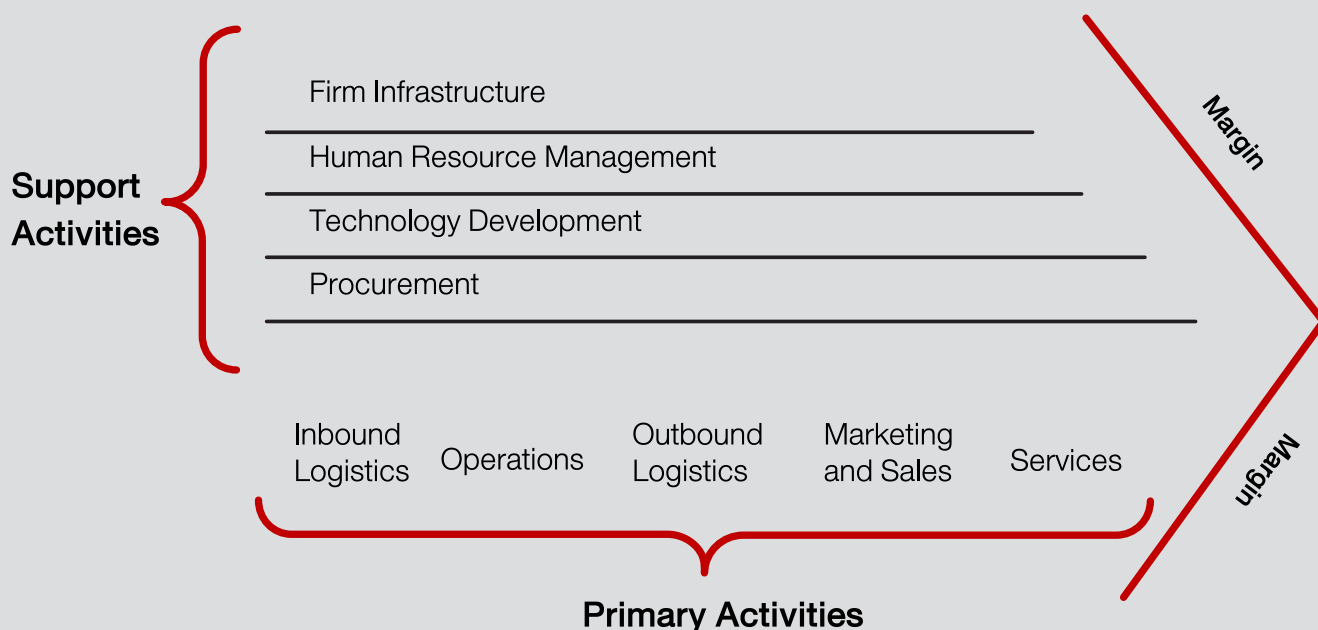 Firm Infrastructure
Human Resource Management
Technology Development
Procurement
Support
Activities
Margin
Inbound
Logistics
Operations
Outbound
Logistics
Marketing
and Sales
Services
Margin
Primary Activities